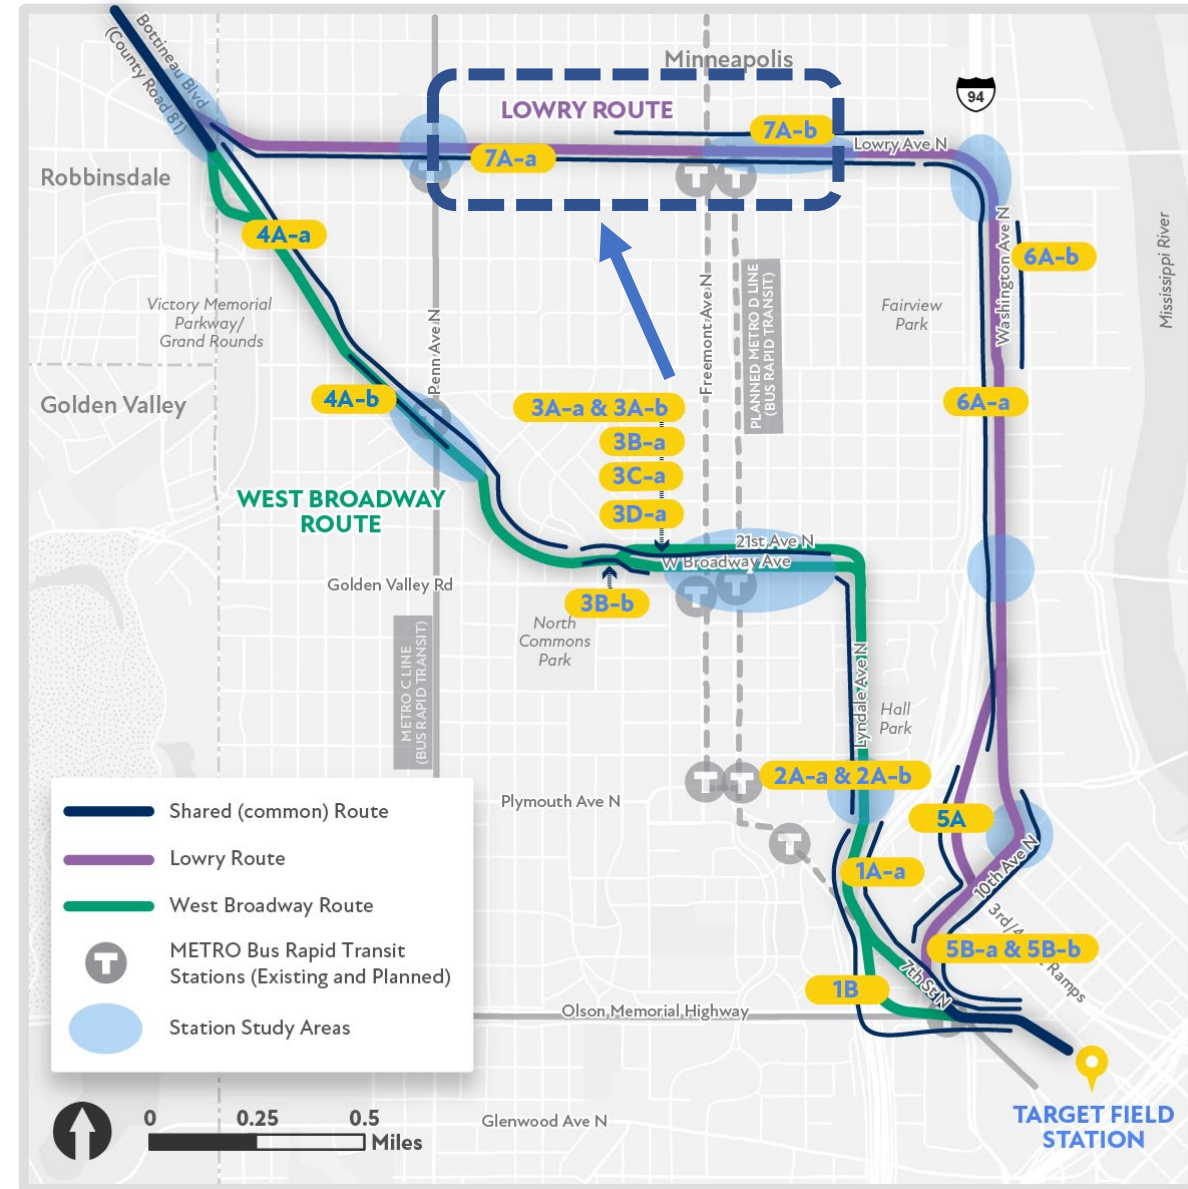 Bottineau Blvd
(County Road 81)
Minneapolis
94
LOWRY ROUTE
7A-b
Lowry Ave N
7A-a
Robbinsdale
4A-a
6A-b
Washington Ave N
Mississippi River
Victory Memorial
Parkway/
Grand Rounds
Fairview
Park
Penn Ave N
Freemont Ave N
PLANNED METRO D LINE
(BUS RAPID TRANSIT)
Golden Valley
4A-b
3A-a & 3A-b
6A-a
3B-a
3C-a
3D-a
WEST BROADWAY
ROUTE
21st Ave N
W Broadway Ave
Golden Valley Rd
3B-b
North
Commons
Park
METRO C LINE
(BUS RAPID TRANSIT)
Lyndale Ave N
Hall
Park
T
T
T
T
T
T
2A-a & 2A-b
Plymouth Ave N
5A
T
1A-a
10th Ave N
3rd/4
Ramps
5B-a & 5B-b
7th St N
1B
Olson Memorial Highway
Shared (common) Route
Lowry Route
West Broadway Route
T
METRO Bus Rapid Transit
Stations (Existing and Planned)
Station Study Areas
0 0.25 0.5
Miles
Glenwood Ave N
TARGET FIELD
STATION